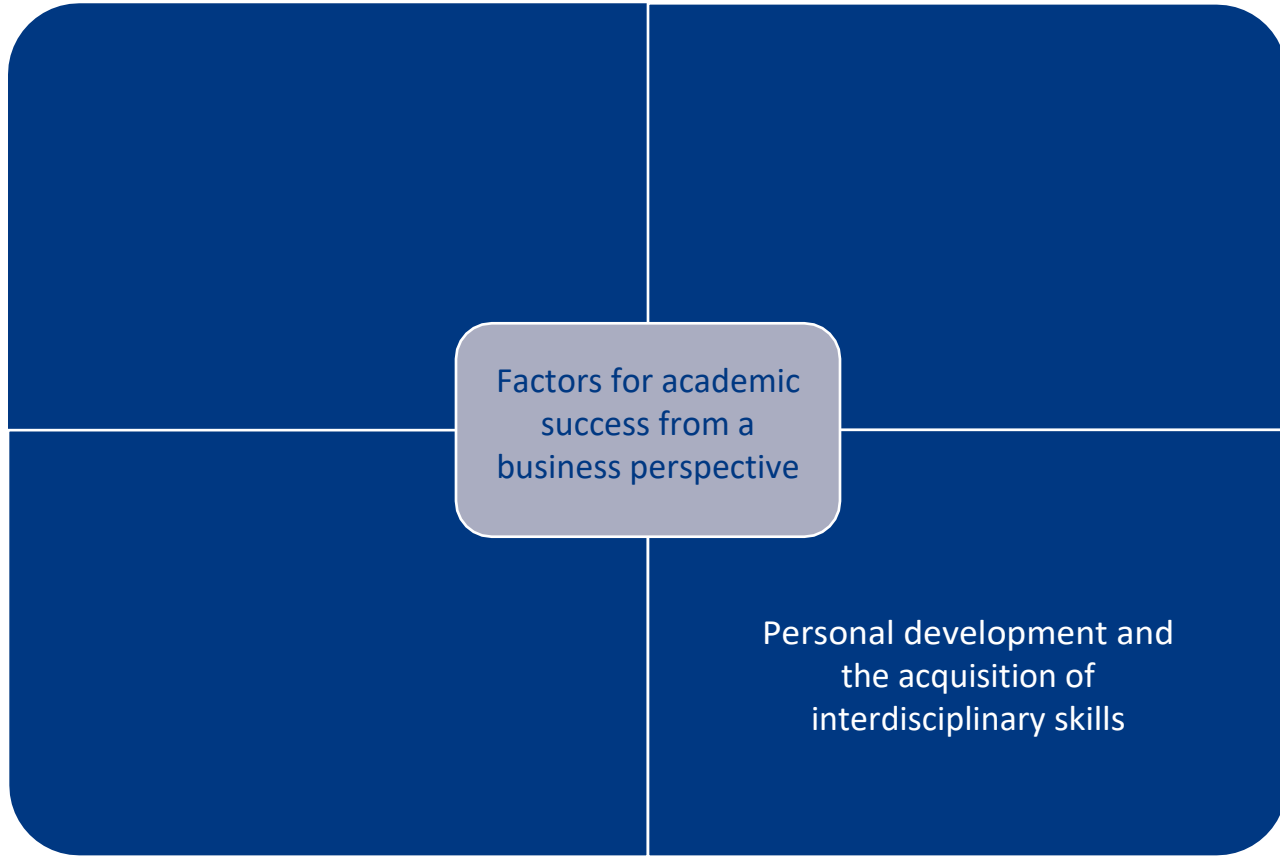 Factors for academic
success from a
business perspective
Personal development and
the acquisition of
interdisciplinary skills